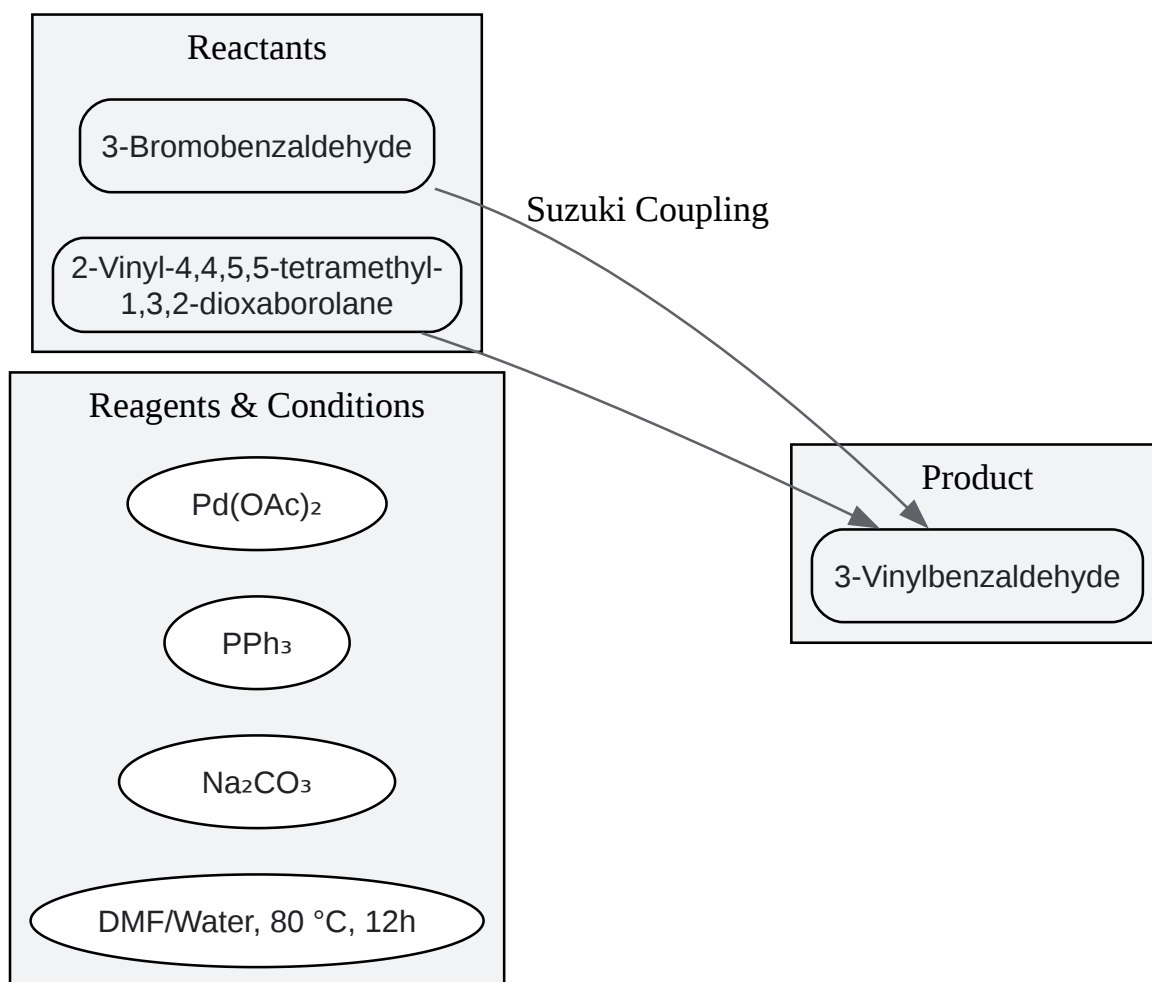 Reactants
3-Bromobenzaldehyde
Suzuki Coupling
2-Vinyl-4,4,5,5-tetramethyl-
1,3,2-dioxaborolane
Reagents & Conditions
Pd(OAc)₂
PPh₃
Na₂CO₃
DMF/Water, 80 °C, 12h
Product
3-Vinylbenzaldehyde